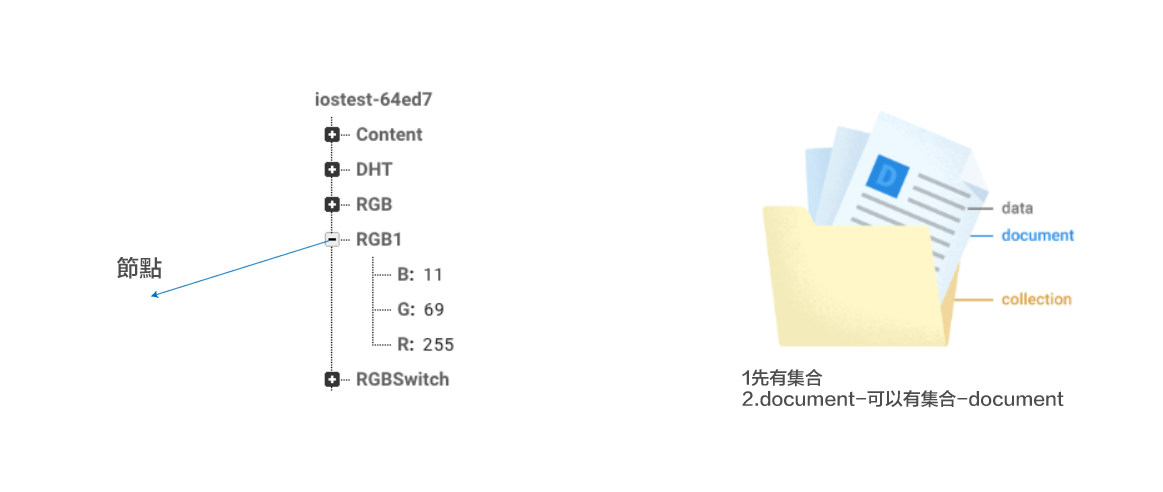 iostest-64ed7
Content
DHT
RGB
RGB1
節點
B: 11
G: 69
R: 255
RGBSwitch
D
data
document
collection
1先有集合
2.document-可以有集合-document